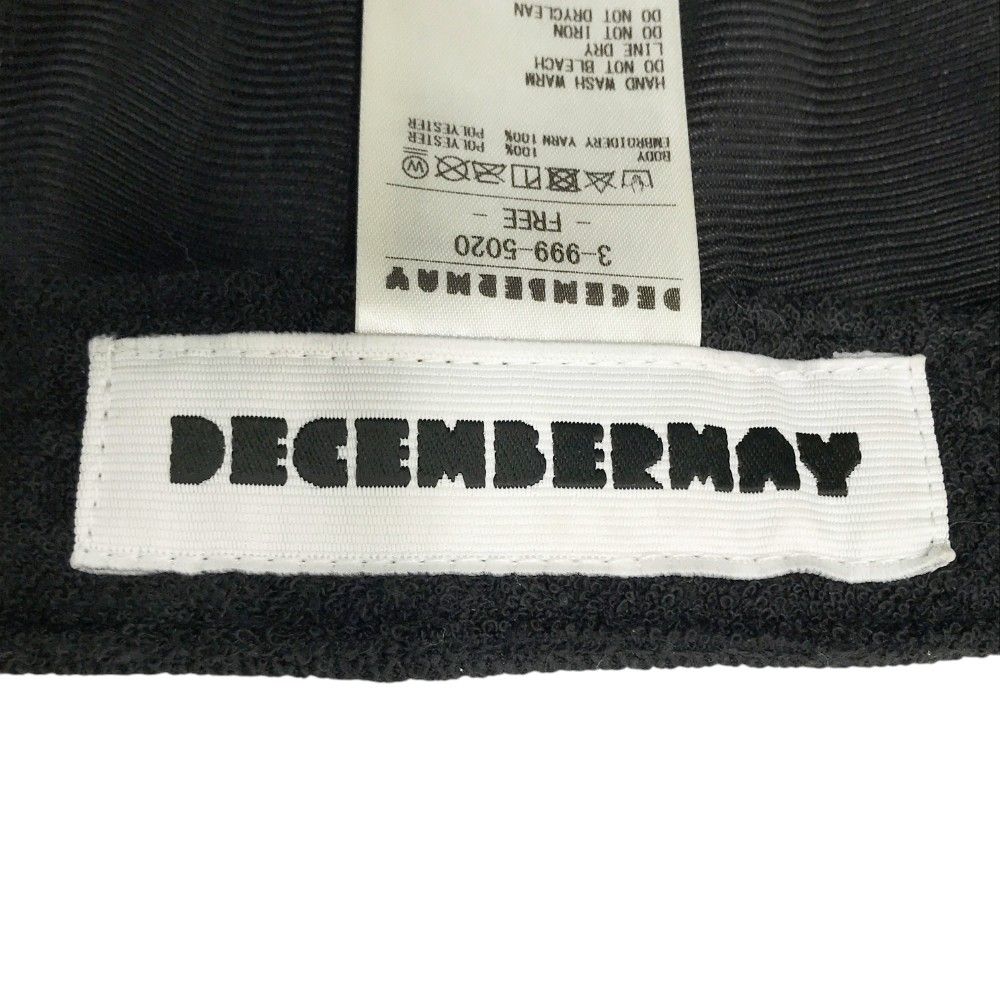 DECEMBERMAY
DECEMBERMAY
3-999-5020
- FREE -
W
BODY 100% POLYESTER
EMBROIDERY YARN 100% POLYESTER
HAND WASH WARM
DO NOT BLEACH
LINE DRY
DO NOT IRON
DO NOT DRYCLEAN